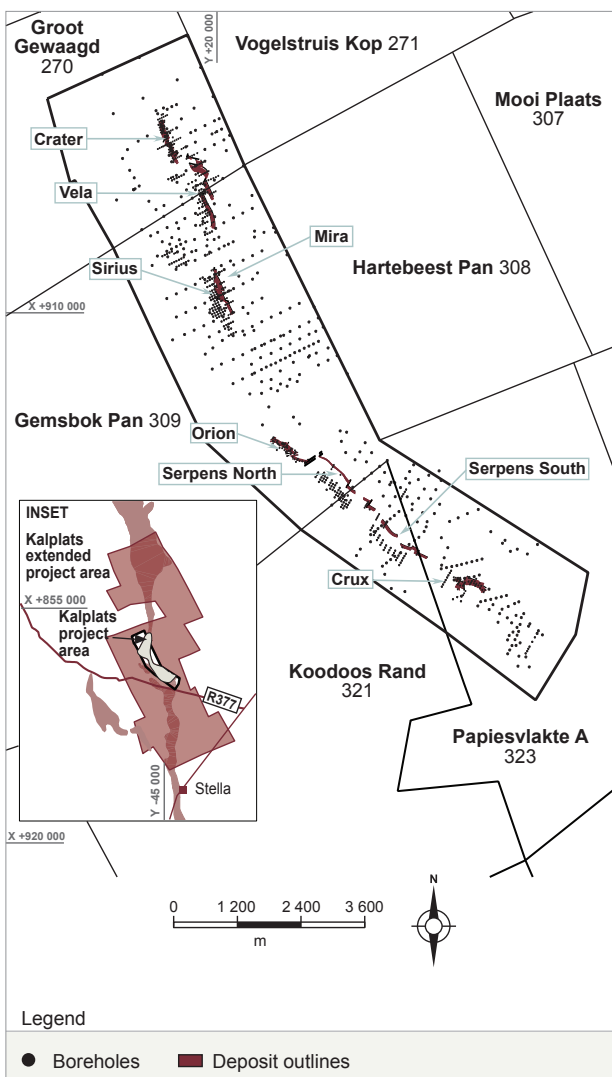 Groot
Gewaagd
270
Y +20 000
Vogelstruis Kop 271
Mooi Plaats
307
Crater
Vela
Mira
Sirius
Hartebeest Pan 308
X +910 000
Gemsbok Pan 309
Orion
Serpens North
Serpens South
INSET
Kalplats
extended
project area
X +855 000
Kalplats
project
area
R377
Y -45 000
Stella
Crux
Koodoos Rand
321
Papiesvlakte A
323
X +920 000
0 1 200 2 400 3 600
m
N
Legend
Boreholes
Deposit outlines